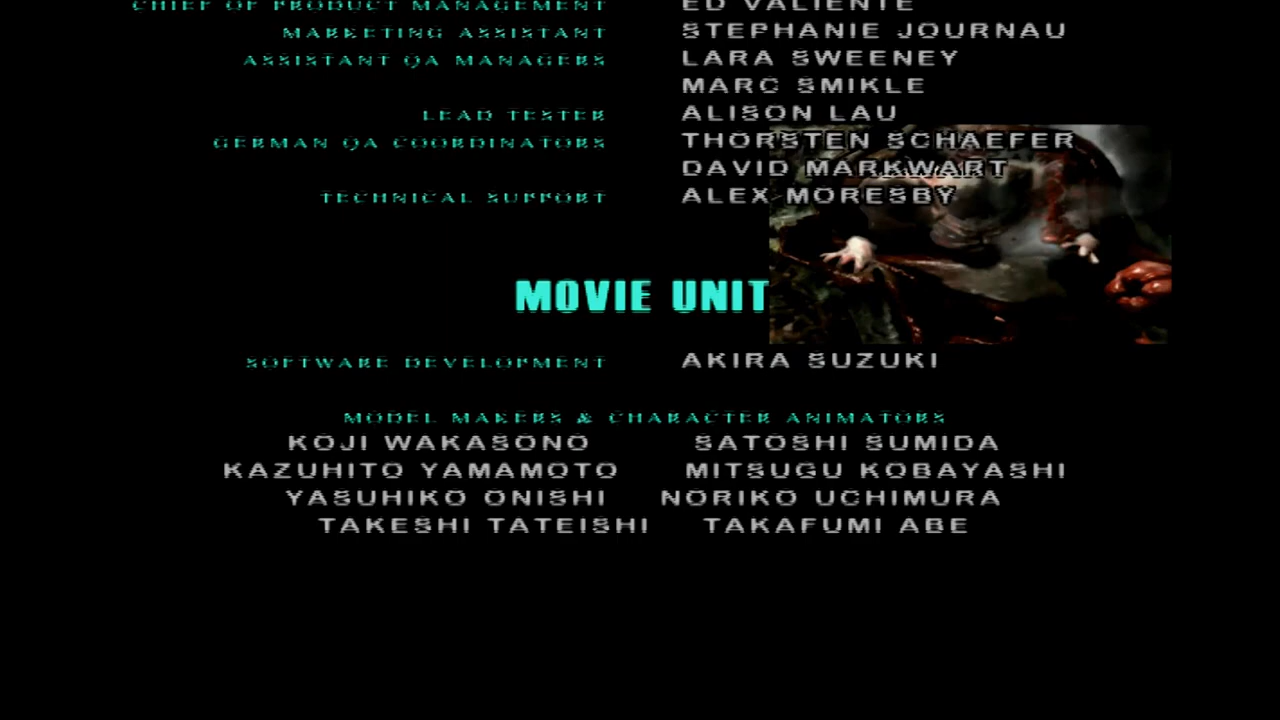 CHIEF OF PRODUCT MANAGEMENT ED VALIENTE
MARKETING ASSISTANT STEPHANIE JOURNAU
ASSISTANT QA MANAGERS LARA SWEENEY
MARC SMIKLE
LEAD TESTER ALISON LAU
GERMAN QA COORDINATORS THORSTEN SCHAEFER
DAVID MARKWART
TECHNICAL SUPPORT ALEX MORESBY
MOVIE UNIT
SOFTWARE DEVELOPMENT AKIRA SUZUKI
MODEL MAKERS & CHARACTER ANIMATORS
KOJI WAKASONO SATOSHI SUMIDA
KAZUHITO YAMAMOTO MITSUGU KOBAYASHI
YASUHIKO ONISHI NORIKO UCHIMURA
TAKESHI TATEISHI TAKAFUMI ABE